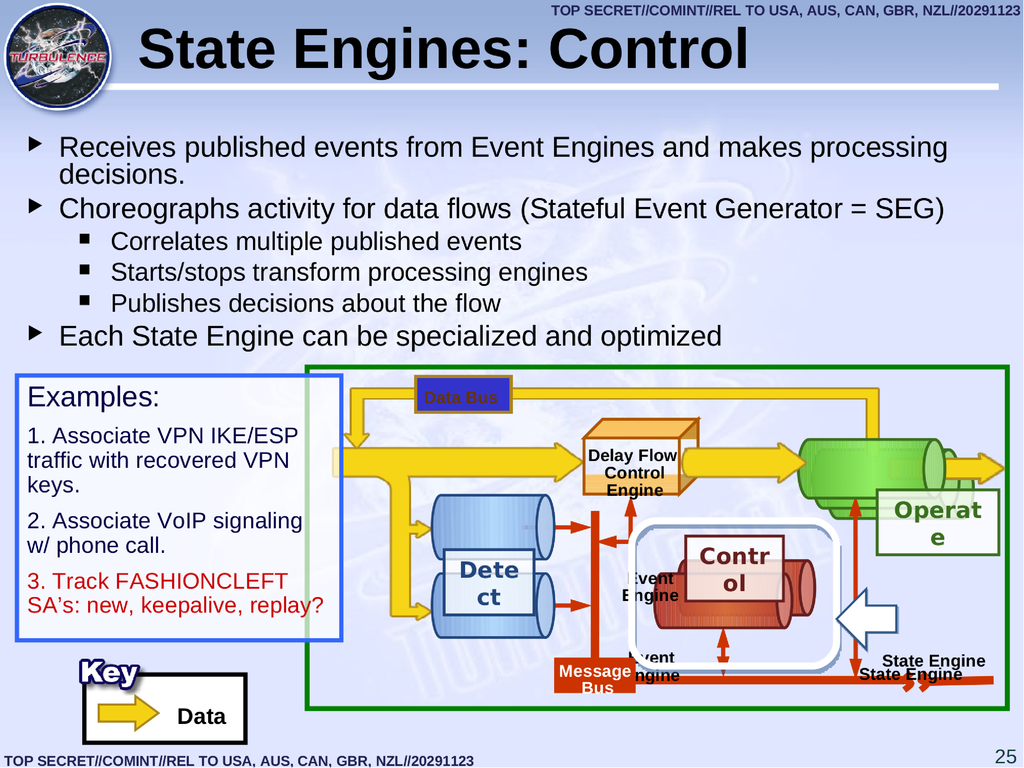 TOP SECRET//COMINT//REL TO USA, AUS, CAN, GBR, NZL//20291123
TURBULENCE
State Engines: Control
Receives published events from Event Engines and makes processing
decisions.
Choreographs activity for data flows (Stateful Event Generator = SEG)
Correlates multiple published events
Starts/stops transform processing engines
Publishes decisions about the flow
Each State Engine can be specialized and optimized
Examples:
1. Associate VPN IKE/ESP
traffic with recovered VPN
keys.
2. Associate VoIP signaling
w/ phone call.
3. Track FASHIONCLEFT
SA's: new, keepalive, replay?
Data Bus
Delay Flow
Control
Engine
Operat
e
Dete
ct
Contr
ol
Event
Engine
Event
Engine
Message
Bus
State Engine
State Engine
Key
Data
TOP SECRET//COMINT//REL TO USA, AUS, CAN, GBR, NZL//20291123
25